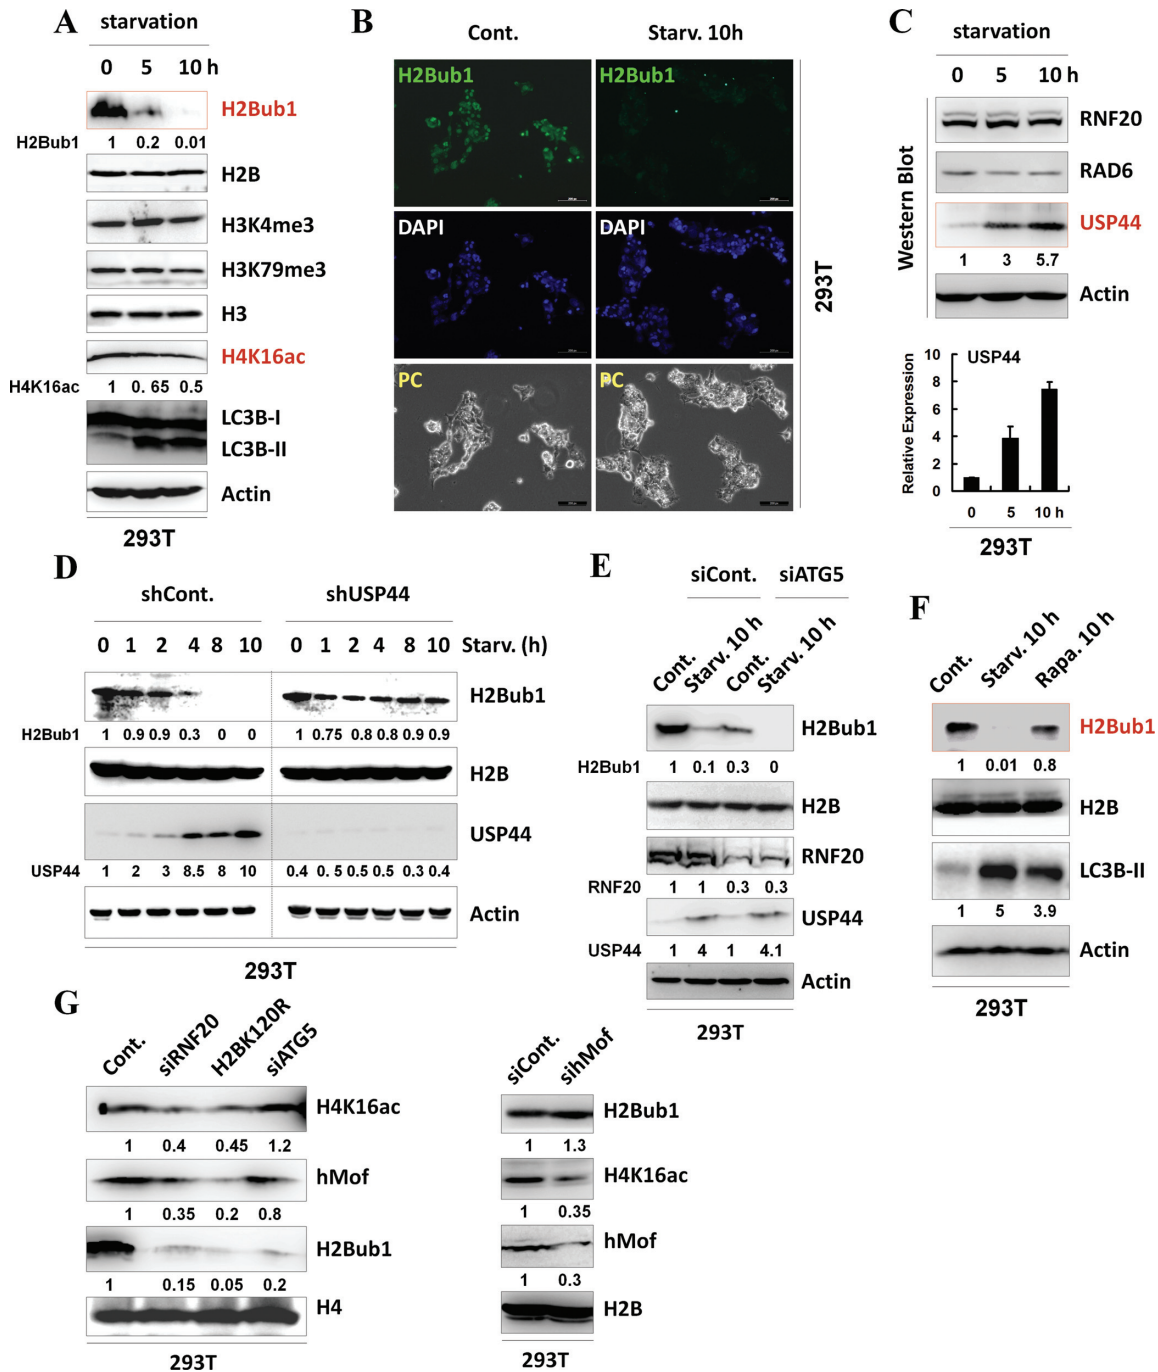 A
starvation
0 5 10 h
H2Bub1
H2Bub1 1 0.2 0.01
H2B
H3K4me3
H3K79me3
H3
H4K16ac
H4K16ac 1 0. 65 0.5
LC3B-I
LC3B-II
Actin
293T
B
Cont. Starv. 10h
H2Bub1 H2Bub1
DAPI DAPI
PC PC
293T
C
starvation
0 5 10 h
Western Blot
RNF20
RAD6
USP44
1 3 5.7
Actin
USP44
Relative Expression
10
8
6
4
2
0
0 5 10 h
293T
D
shCont. shUSP44
0 1 2 4 8 10 0 1 2 4 8 10 Starv. (h)
H2Bub1
H2Bub1 1 0.9 0.9 0.3 0 0 1 0.75 0.8 0.8 0.9 0.9
H2B
USP44
USP44 1 2 3 8.5 8 10 0.4 0.5 0.5 0.5 0.3 0.4
Actin
293T
E
siCont. siATG5
Cont. Starv. 10 h Cont. Starv. 10 h
H2Bub1
H2Bub1 1 0.1 0.3 0
H2B
RNF20
RNF20 1 1 0.3 0.3
USP44
USP44 1 4 1 4.1
Actin
293T
F
Cont. Starv. 10 h Rapa. 10 h
H2Bub1
1 0.01 0.8
H2B
LC3B-II
1 5 3.9
Actin
293T
G
Cont. siRNF20 H2BK120R siATG5
H4K16ac
1 0.4 0.45 1.2
hMof
1 0.35 0.2 0.8
H2Bub1
1 0.15 0.05 0.2
H4
293T
siCont. sihMof
H2Bub1
1 1.3
H4K16ac
1 0.35
hMof
1 0.3
H2B
293T